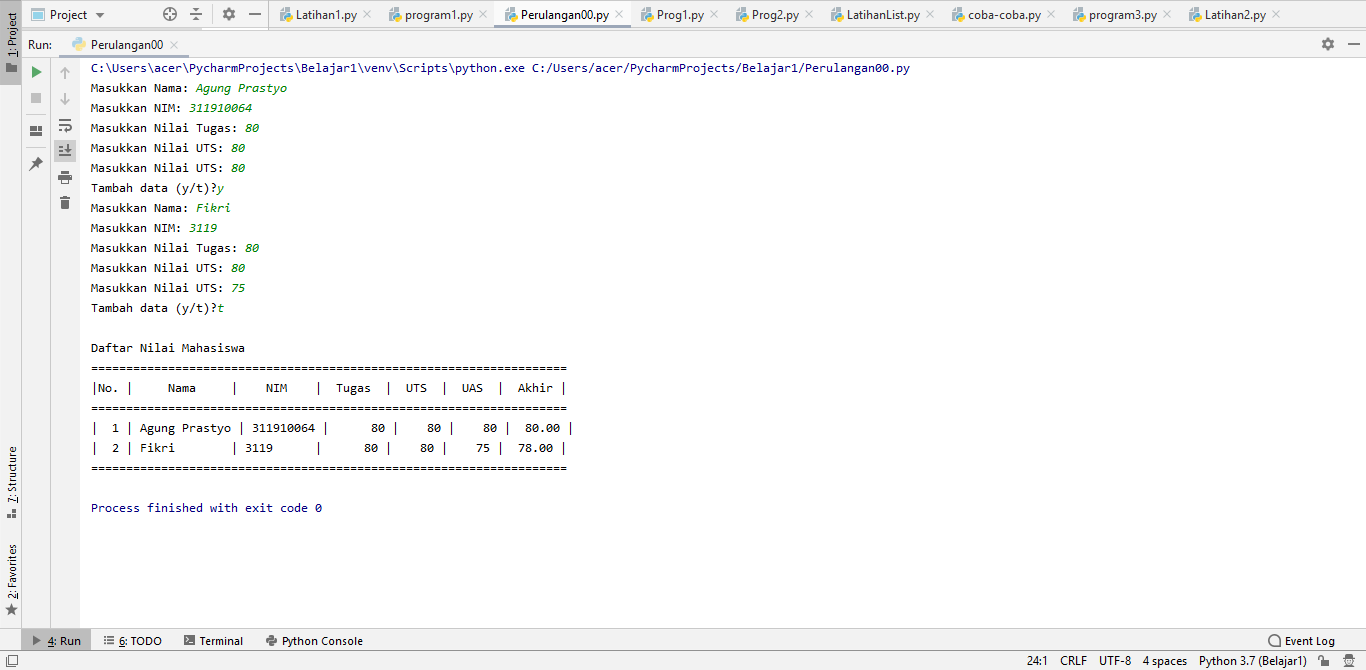 1: Project
Project
Latihan1.py
program1.py
Perulangan00.py
Prog1.py
Prog2.py
LatihanList.py
coba-coba.py
program3.py
Latihan2.py
Run: Perulangan00
C:\Users\acer\PycharmProjects\Belajar1\venv\Scripts\python.exe C:/Users/acer/PycharmProjects/Belajar1/Perulangan00.py
Masukkan Nama: Agung Prastyo
Masukkan NIM: 311910064
Masukkan Nilai Tugas: 80
Masukkan Nilai UTS: 80
Masukkan Nilai UTS: 80
Tambah data (y/t)?y
Masukkan Nama: Fikri
Masukkan NIM: 3119
Masukkan Nilai Tugas: 80
Masukkan Nilai UTS: 80
Masukkan Nilai UTS: 75
Tambah data (y/t)?t
Daftar Nilai Mahasiswa
====================================================================
|No. |     Nama     |    NIM    |  Tugas  |  UTS  |  UAS  |  Akhir |
====================================================================
|  1 | Agung Prastyo | 311910064 |      80 |    80 |    80 |  80.00 |
|  2 | Fikri        | 3119      |      80 |    80 |    75 |  78.00 |
====================================================================
Process finished with exit code 0
7: Structure
2: Favorites
4: Run
6: TODO
Terminal
Python Console
Event Log
24:1 CRLF UTF-8 4 spaces Python 3.7 (Belajar1)